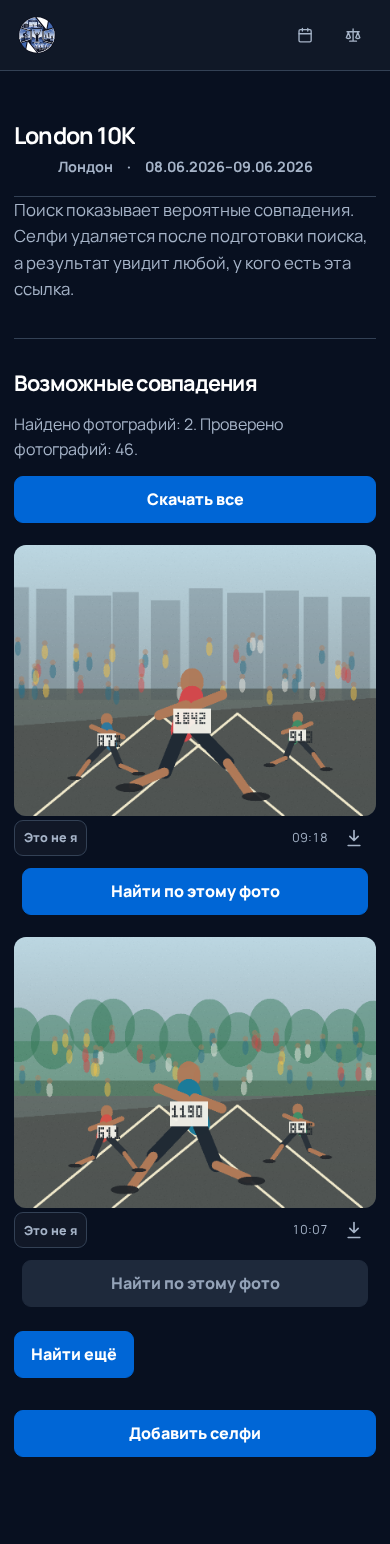 London 10K
Лондон · 08.06.2026–09.06.2026
Поиск показывает вероятные совпадения.
Селфи удаляется после подготовки поиска,
а результат увидит любой, у кого есть эта
ссылка.
Возможные совпадения
Найдено фотографий: 2. Проверено
фотографий: 46.
Скачать все
1842
Это не я
09:18
Найти по этому фото
1190
Это не я
10:07
Найти по этому фото
Найти ещё
Добавить селфи